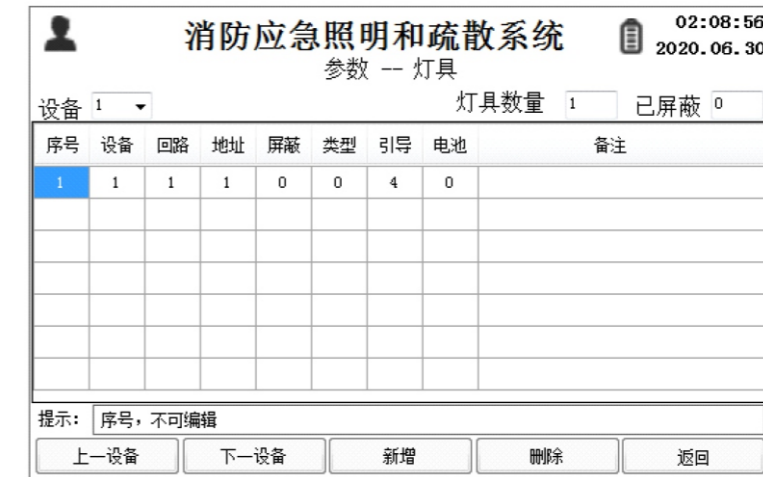 消防应急照明和疏散系统
02:08:56
2020.06.30
参数 -- 灯具
设备 1 灯具数量 1 已屏蔽 0
序号 设备 回路 地址 屏蔽 类型 引导 电池 备注
1 1 1 1 0 0 4 0
提示: 序号，不可编辑
上一设备 下一设备 新增 删除 返回